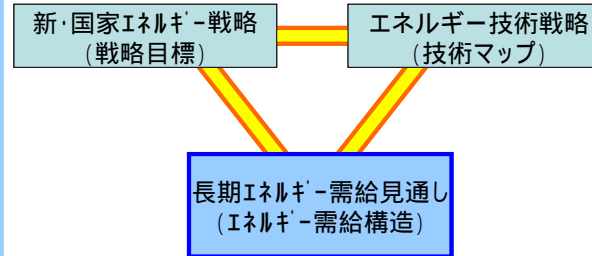 新･国家エネルギｰ戦略
(戦略目標)
エネルギー技術戦略
(技術マップ)
長期エネルギｰ需給見通し
(エネルギｰ需給構造)